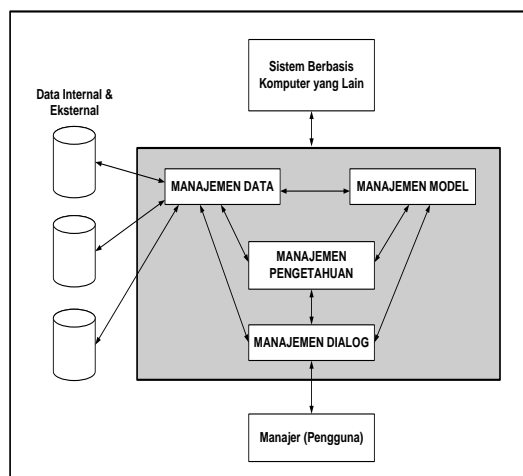 Sistem Berbasis
Komputer yang Lain
Data Internal &
Eksternal
MANAJEMEN DATA
MANAJEMEN MODEL
MANAJEMEN
PENGETAHUAN
MANAJEMEN DIALOG
Manajer (Pengguna)